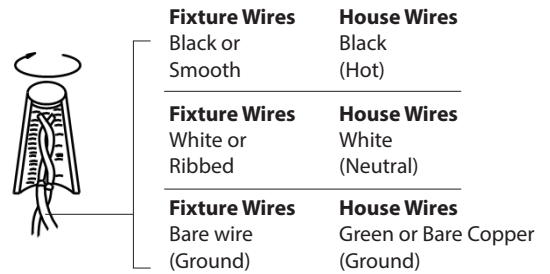 Fixture Wires House Wires
Black or Black
Smooth (Hot)
Fixture Wires House Wires
White or White
Ribbed (Neutral)
Fixture Wires House Wires
Bare wire Green or Bare Copper
(Ground) (Ground)